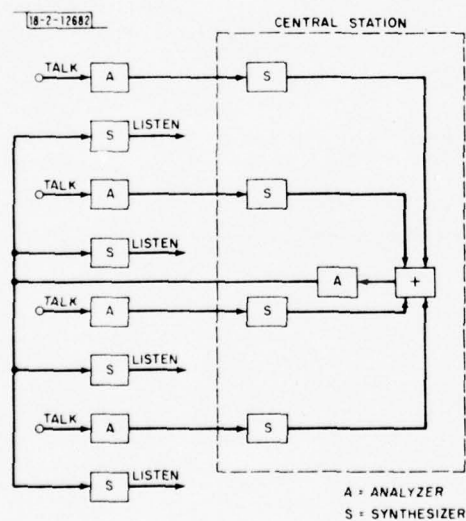 18-2-12682
CENTRAL STATION
TALK A S
S LISTEN
TALK A S
S LISTEN
A +
TALK A S
S LISTEN
TALK A S
S LISTEN
A = ANALYZER
S = SYNTHESIZER